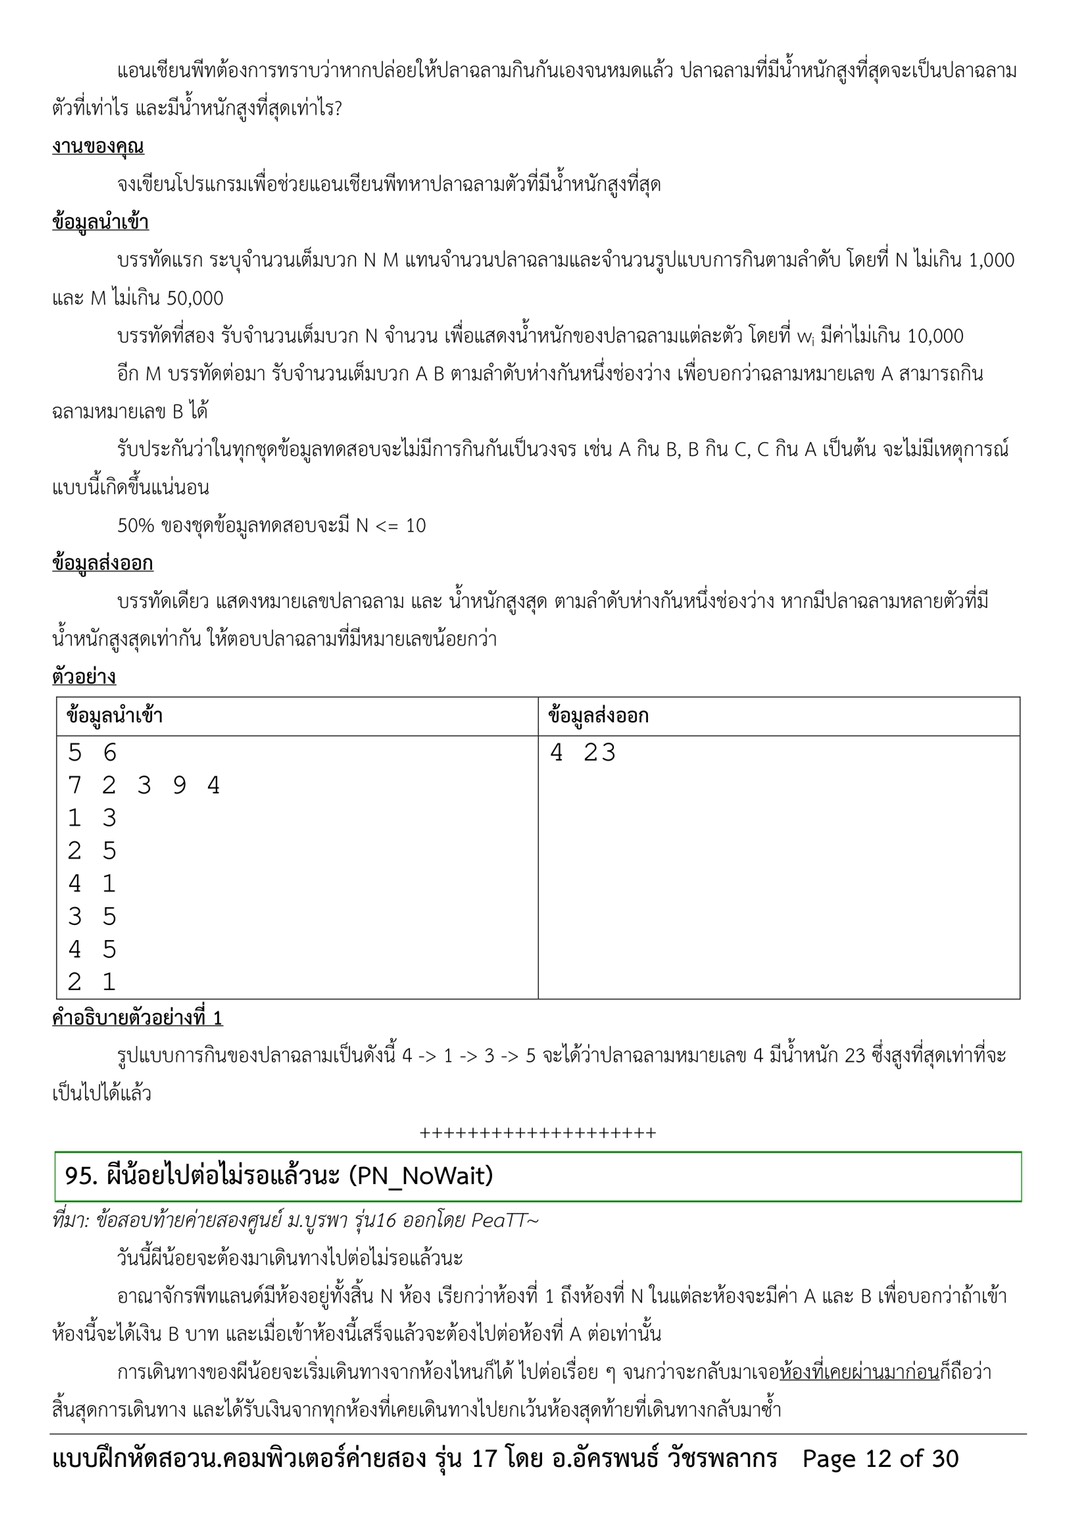 แอนเชียนพีทต้องการทราบว่าหากปล่อยให้ปลาฉลามกินกันเองจนหมดแล้ว ปลาฉลามที่มีน้ำหนักสูงที่สุดจะเป็นปลาฉลาม
ตัวที่เท่าไร และมีน้ำหนักสูงที่สุดเท่าไร?
งานของคุณ
จงเขียนโปรแกรมเพื่อช่วยแอนเชียนพีทหาปลาฉลามตัวที่มีน้ำหนักสูงที่สุด
ข้อมูลนำเข้า
บรรทัดแรก ระบุจำนวนเต็มบวก N M แทนจำนวนปลาฉลามและจำนวนรูปแบบการกินตามลำดับ โดยที่ N ไม่เกิน 1,000
และ M ไม่เกิน 50,000
บรรทัดที่สอง รับจำนวนเต็มบวก N จำนวน เพื่อแสดงน้ำหนักของปลาฉลามแต่ละตัว โดยที่ wᵢ มีค่าไม่เกิน 10,000
อีก M บรรทัดต่อมา รับจำนวนเต็มบวก A B ตามลำดับห่างกันหนึ่งช่องว่าง เพื่อบอกว่าฉลามหมายเลข A สามารถกิน
ฉลามหมายเลข B ได้
รับประกันว่าในทุกชุดข้อมูลทดสอบจะไม่มีการกินกันเป็นวงจร เช่น A กิน B, B กิน C, C กิน A เป็นต้น จะไม่มีเหตุการณ์
แบบนี้เกิดขึ้นแน่นอน
50% ของชุดข้อมูลทดสอบจะมี N <= 10
ข้อมูลส่งออก
บรรทัดเดียว แสดงหมายเลขปลาฉลาม และ น้ำหนักสูงสุด ตามลำดับห่างกันหนึ่งช่องว่าง หากมีปลาฉลามหลายตัวที่มี
น้ำหนักสูงสุดเท่ากัน ให้ตอบปลาฉลามที่มีหมายเลขน้อยกว่า
ตัวอย่าง
ข้อมูลนำเข้า ข้อมูลส่งออก
5 6 4 23
7 2 3 9 4
1 3
2 5
4 1
3 5
4 5
2 1
คำอธิบายตัวอย่างที่ 1
รูปแบบการกินของปลาฉลามเป็นดังนี้ 4 -> 1 -> 3 -> 5 จะได้ว่าปลาฉลามหมายเลข 4 มีน้ำหนัก 23 ซึ่งสูงที่สุดเท่าที่จะ
เป็นไปได้แล้ว
++++++++++++++++++++
95. ผีน้อยไปต่อไม่รอแล้วนะ (PN_NoWait)
ที่มา: ข้อสอบท้ายค่ายสองศูนย์ ม.บูรพา รุ่น16 ออกโดย PeaTT~
วันนี้ผีน้อยจะต้องมาเดินทางไปต่อไม่รอแล้วนะ
อาณาจักรพีทแลนด์มีห้องอยู่ทั้งสิ้น N ห้อง เรียกว่าห้องที่ 1 ถึงห้องที่ N ในแต่ละห้องจะมีค่า A และ B เพื่อบอกว่าถ้าเข้า
ห้องนี้จะได้เงิน B บาท และเมื่อเข้าห้องนี้เสร็จแล้วจะต้องไปต่อห้องที่ A ต่อเท่านั้น
การเดินทางของผีน้อยจะเริ่มเดินทางจากห้องไหนก็ได้ ไปต่อเรื่อย ๆ จนกว่าจะกลับมาเจอห้องที่เคยผ่านมาก่อนก็ถือว่า
สิ้นสุดการเดินทาง และได้รับเงินจากทุกห้องที่เคยเดินทางไปยกเว้นห้องสุดท้ายที่เดินทางกลับมาซ้ำ
แบบฝึกหัดสอวน.คอมพิวเตอร์ค่ายสอง รุ่น 17 โดย อ.อัครพนธ์ วัชรพลากร Page 12 of 30